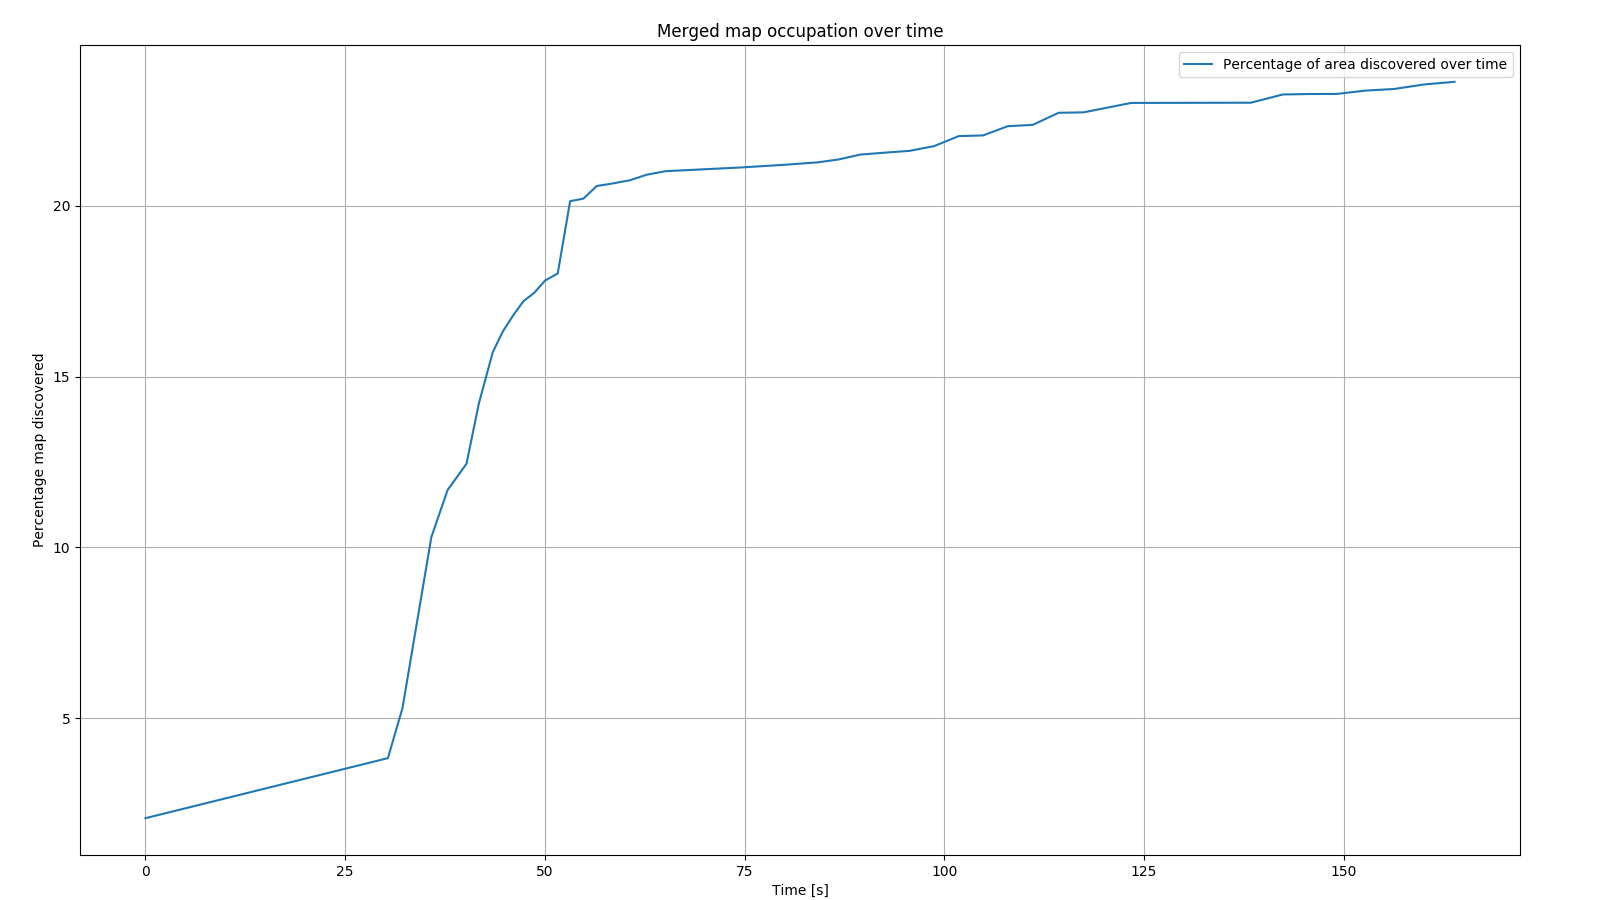 Merged map occupation over time
Percentage of area discovered over time
Percentage map discovered
20
15
10
5
0 25 50 75 100 125 150
Time [s]